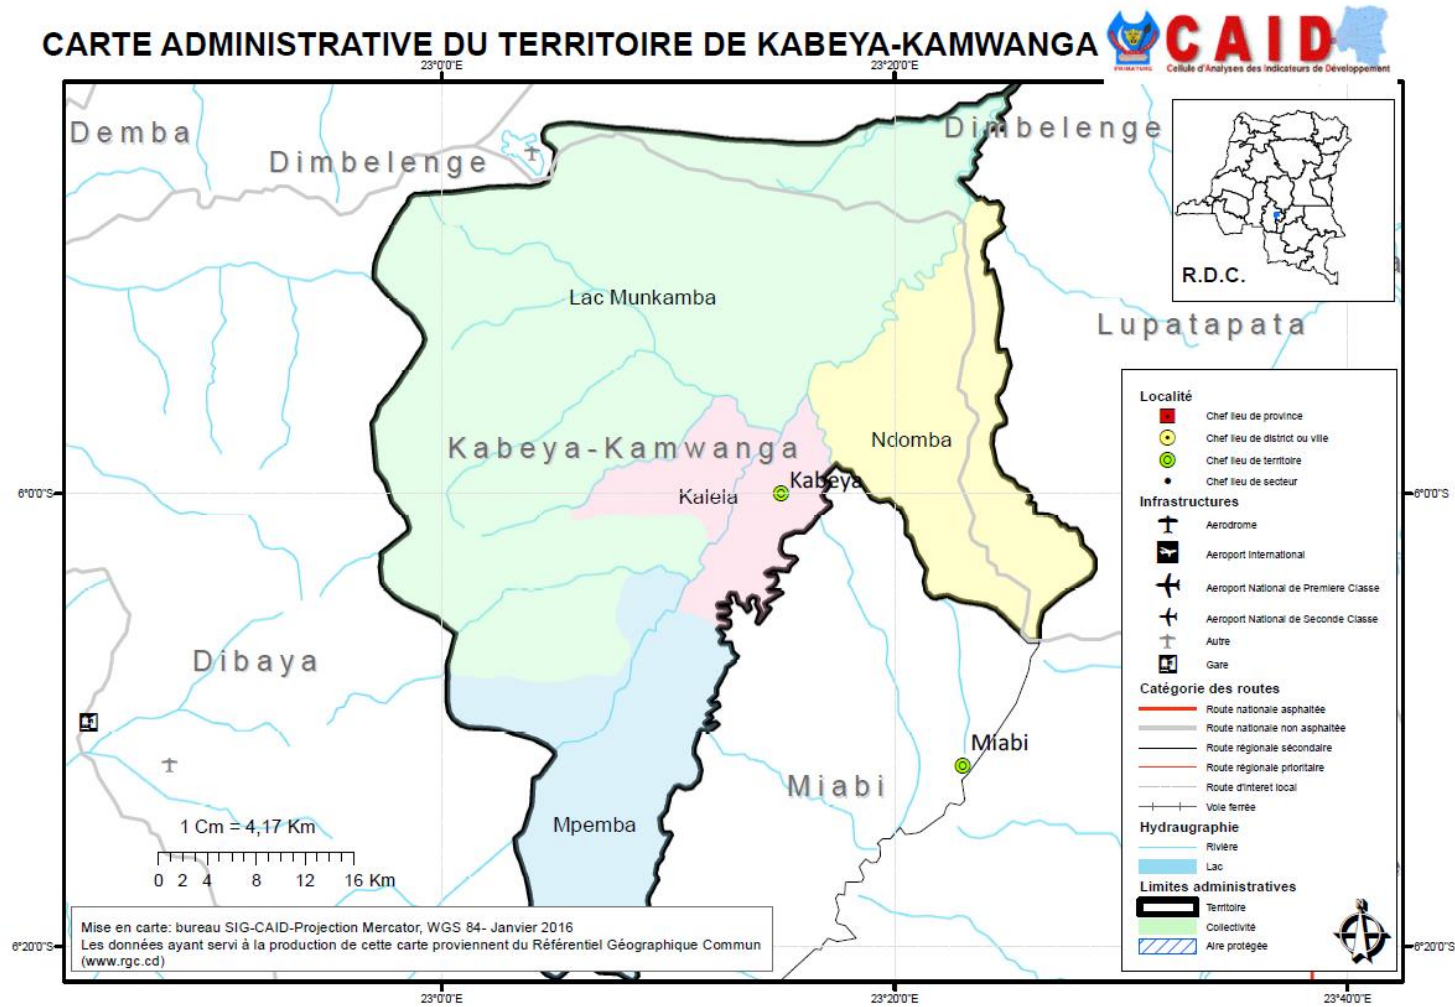 CARTE ADMINISTRATIVE DU TERRITOIRE DE KABEYA-KAMWANGA
PRIMATURE
CAID
Cellule d'Analyses des Indicateurs de Développement
23°0'0"E
23°20'0"E
Demba
Dimbelenge
Dimbelenge
R.D.C.
Lac Munkamba
Lupatapata
Kabeya-Kamwanga
Ndomba
Kalela
Kabeya
6°0'0"S
6°0'0"S
Dibaya
Miabi
Miabi
Mpemba
1 Cm = 4,17 Km
0 2 4 8 12 16 Km
Localité
Chef lieu de province
Chef lieu de district ou ville
Chef lieu de territoire
Chef lieu de secteur
Infrastructures
Aerodrome
Aeroport International
Aeroport National de Premiere Classe
Aeroport National de Seconde Classe
Autre
Gare
Catégorie des routes
Route nationale asphaltée
Route nationale non asphaltée
Route régionale sécondaire
Route régionale prioritaire
Route d'interet local
Voie ferrée
Hydraugraphie
Rivière
Lac
Limites administratives
Territoire
Collectivité
Aire protégée
Mise en carte: bureau SIG-CAID-Projection Mercator, WGS 84- Janvier 2016
Les données ayant servi à la production de cette carte proviennent du Référentiel Géographique Commun
(www.rgc.cd)
6°20'0"S
6°20'0"S
23°0'0"E
23°20'0"E
23°40'0"E